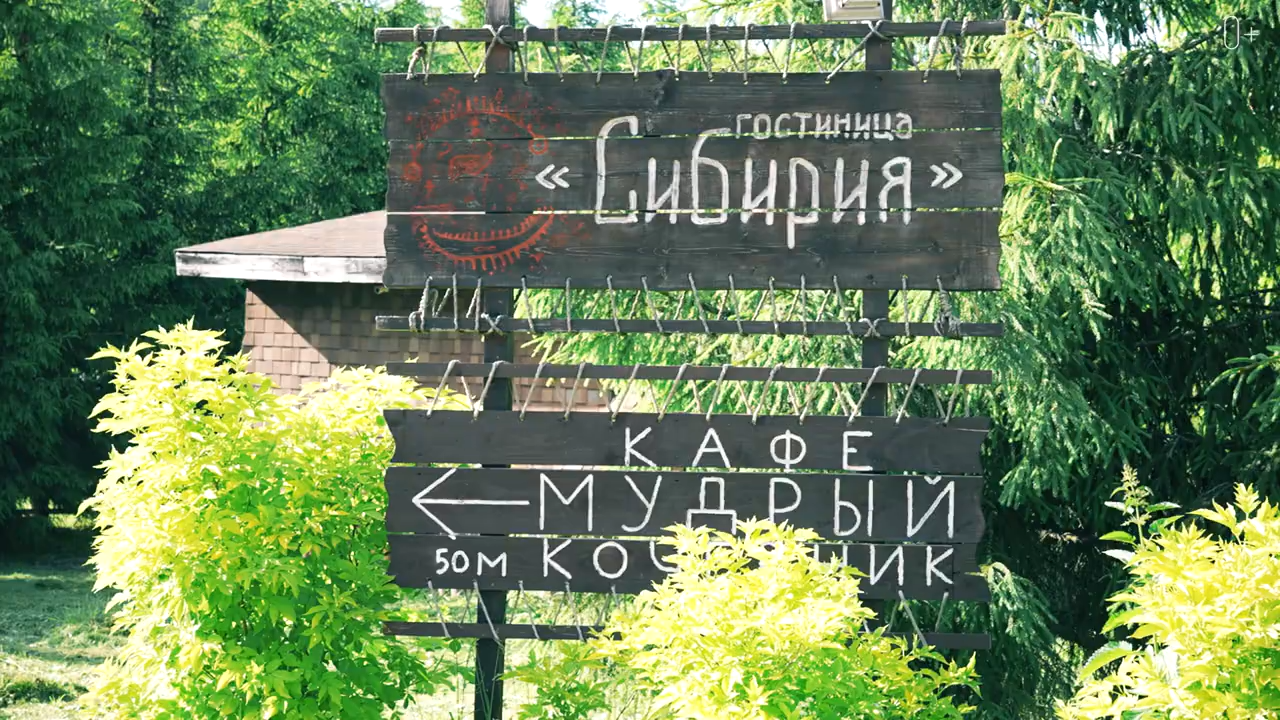 0+
гостиница
«Сибирия»
КАФЕ
МУДРЫЙ
50м